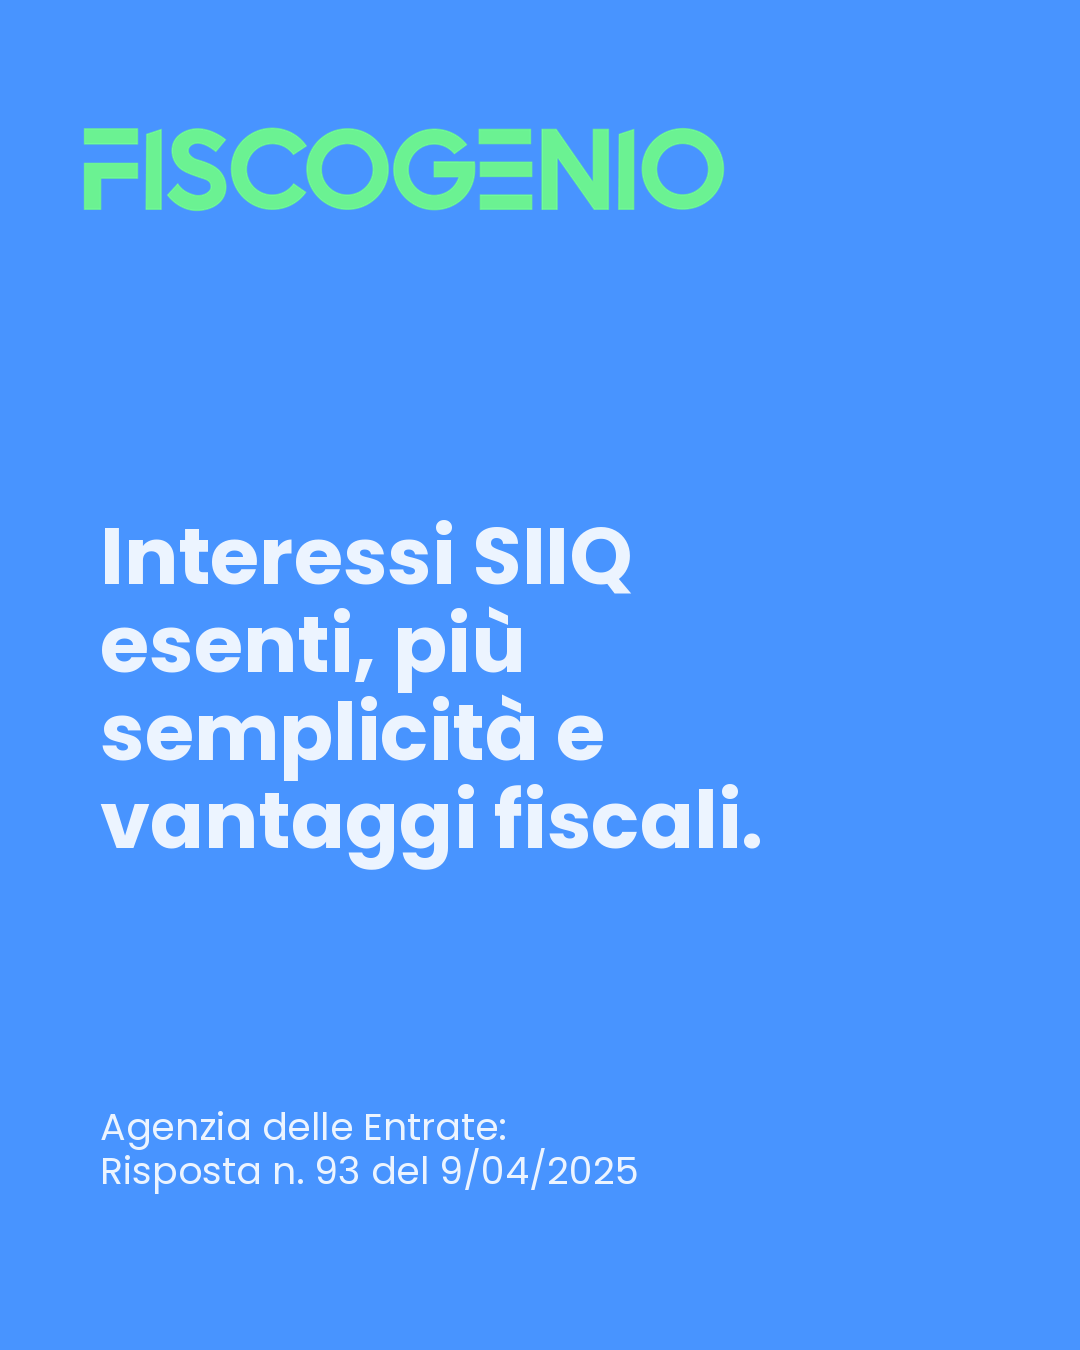 FISCOGENIO
Interessi SIIQ
esenti, più
semplicità e
vantaggi fiscali.
Agenzia delle Entrate:
Risposta n. 93 del 9/04/2025